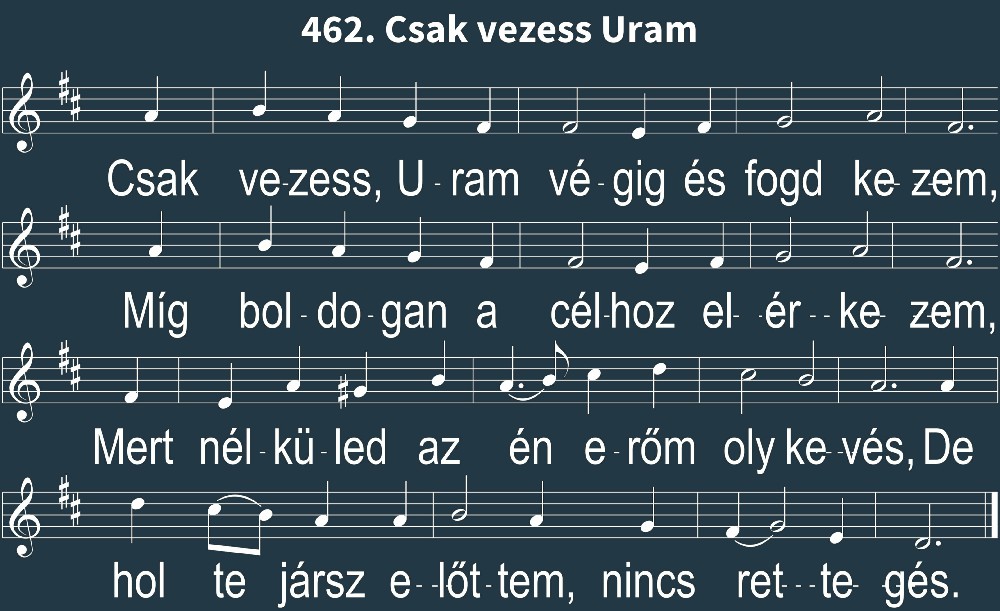 462. Csak vezess Uram
Csak ve-zess, U - ram vé - gig és fogd ke- zem,
Míg bol - do - gan a cél-hoz el- -ér - - ke- zem,
Mert nél - kü - led az én e - rőm oly ke - vés, De
hol te jársz e - -lőt - tem, nincs ret - - - te- gés.